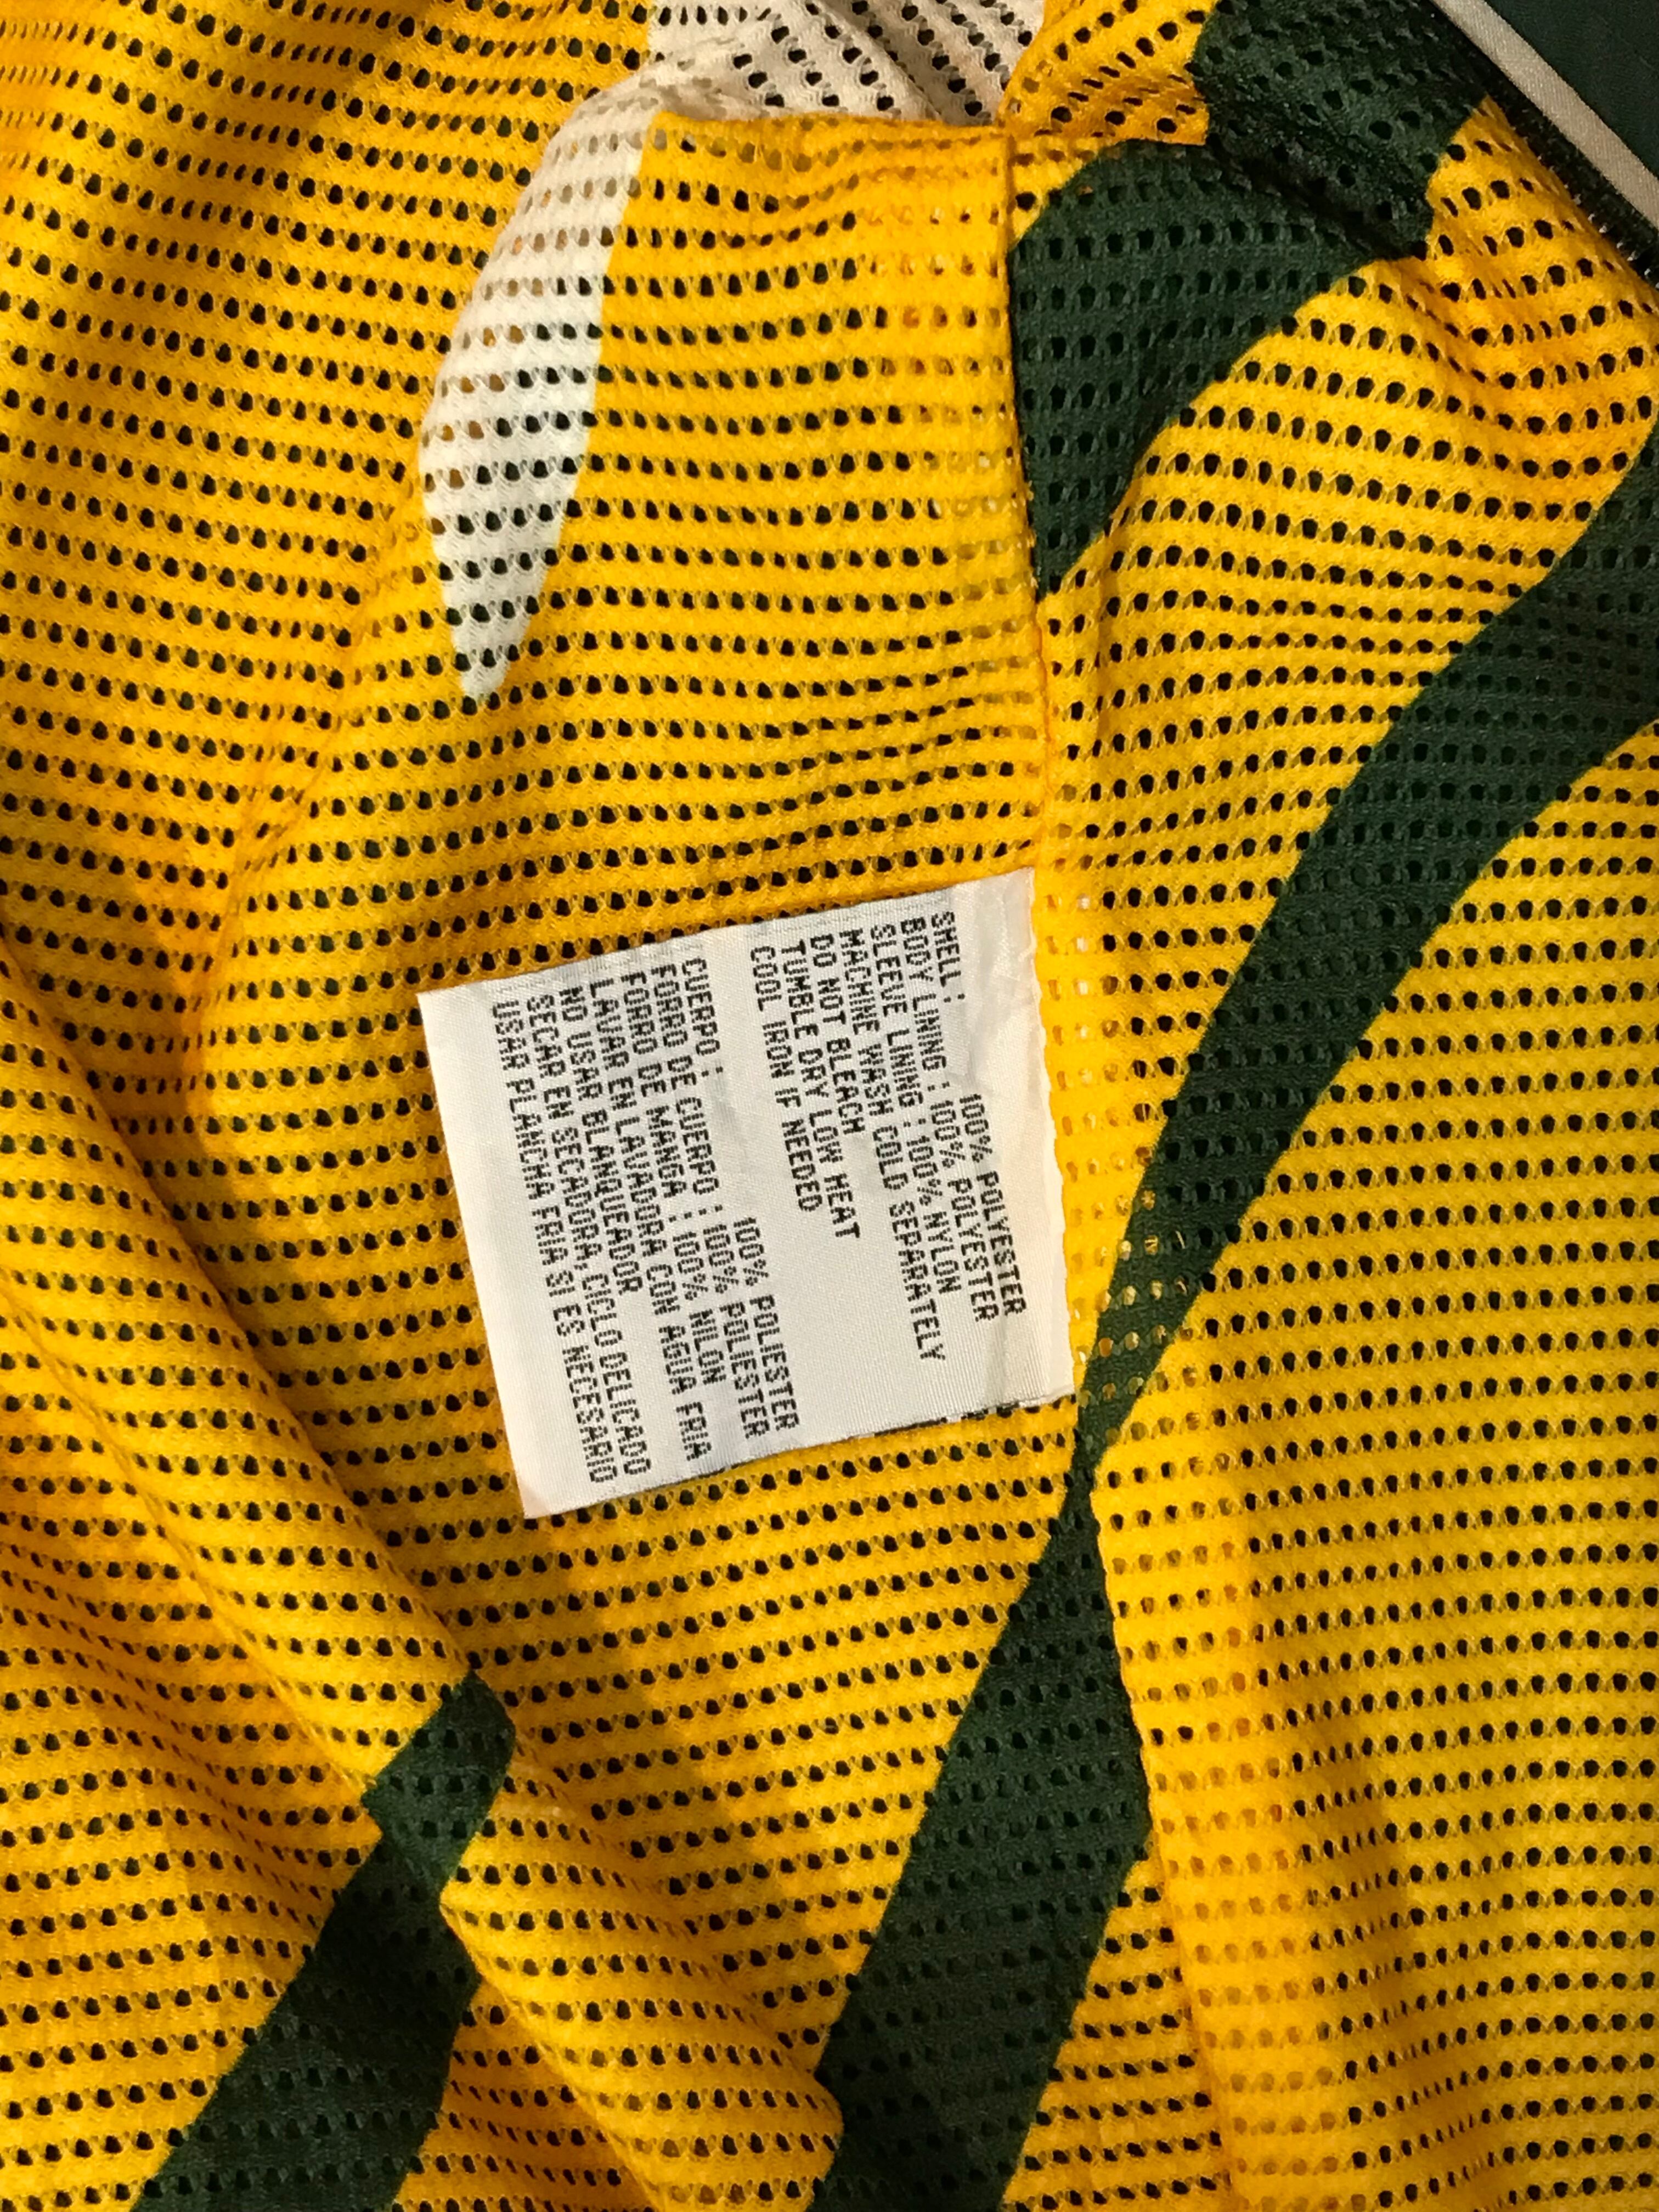 SHELL : 100% POLYESTER
BODY LINING : 100% POLYESTER
SLEEVE LINING : 100% NYLON
MACHINE WASH COLD SEPARATELY
DO NOT BLEACH
TUMBLE DRY LOW HEAT
COOL IRON IF NEEDED
CUERPO : 100% POLIESTER
FORRO DE CUERPO : 100% POLIESTER
FORRO DE MANGA : 100% NILON
LAVAR EN LAVADORA CON AGUA FRIA
NO USAR BLANQUEADOR
SECAR EN SECADORA, CICLO DELICADO
USAR PLANCHA FRIA SI ES NECESARIO